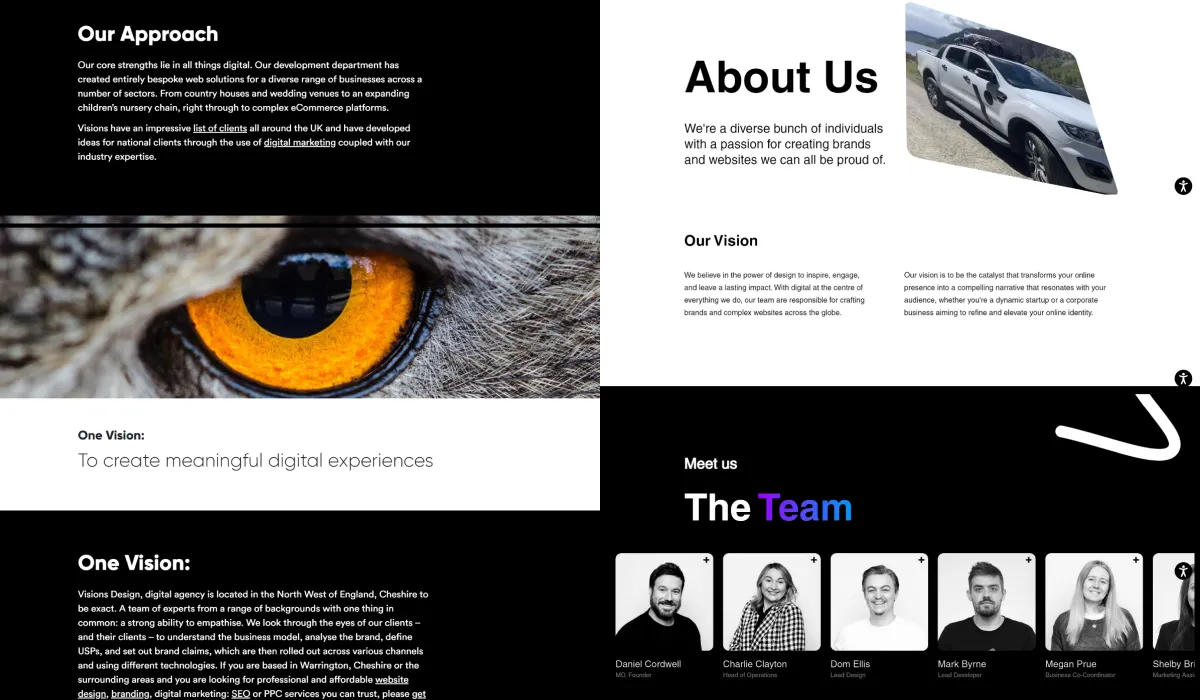 Our Approach
Our core strengths lie in all things digital. Our development department has
created entirely bespoke web solutions for a diverse range of businesses across a
number of sectors. From country houses and wedding venues to an expanding
children's nursery chain, right through to complex eCommerce platforms.
Visions have an impressive list of clients all around the UK and have developed
ideas for national clients through the use of digital marketing coupled with our
industry expertise.
One Vision:
To create meaningful digital experiences
One Vision:
Visions Design, digital agency is located in the North West of England, Cheshire to
be exact. A team of experts from a range of backgrounds with one thing in
common: a strong ability to empathise. We look through the eyes of our clients –
and their clients – to understand the business model, analyse the brand, define
USPs, and set out brand claims, which are then rolled out across various channels
and using different technologies. If you are based in Warrington, Cheshire or the
surrounding areas and you are looking for professional and affordable website
design, branding, digital marketing: SEO or PPC services you can trust, please get
About Us
We're a diverse bunch of individuals
with a passion for creating brands
and websites we can all be proud of.
Our Vision
We believe in the power of design to inspire, engage,
and leave a lasting impact. With digital at the centre of
everything we do, our team are responsible for crafting
brands and complex websites across the globe.
Our vision is to be the catalyst that transforms your online
presence into a compelling narrative that resonates with your
audience, whether you're a dynamic startup or a corporate
business aiming to refine and elevate your online identity.
Meet us
The Team
Daniel Cordwell
MD, Founder
Charlie Clayton
Head of Operations
Dom Ellis
Lead Design
Mark Byrne
Lead Developer
Megan Prue
Business Co-Coordinator
Shelby Bri
Marketing Ass